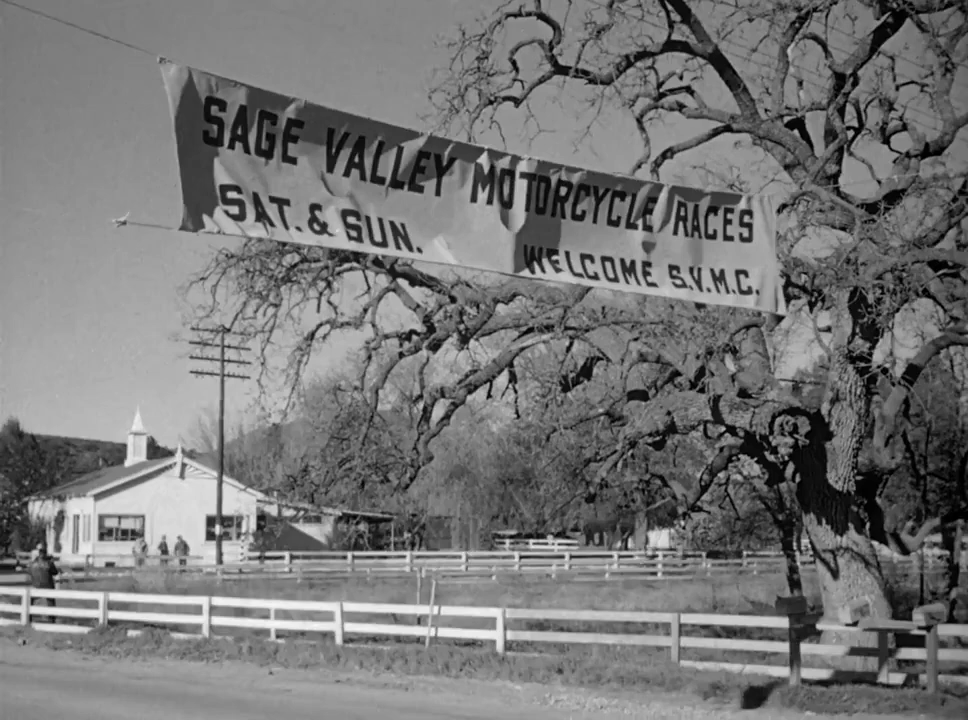 SAGE VALLEY MOTORCYCLE RACES
SAT. & SUN. WELCOME S.V.M.C.